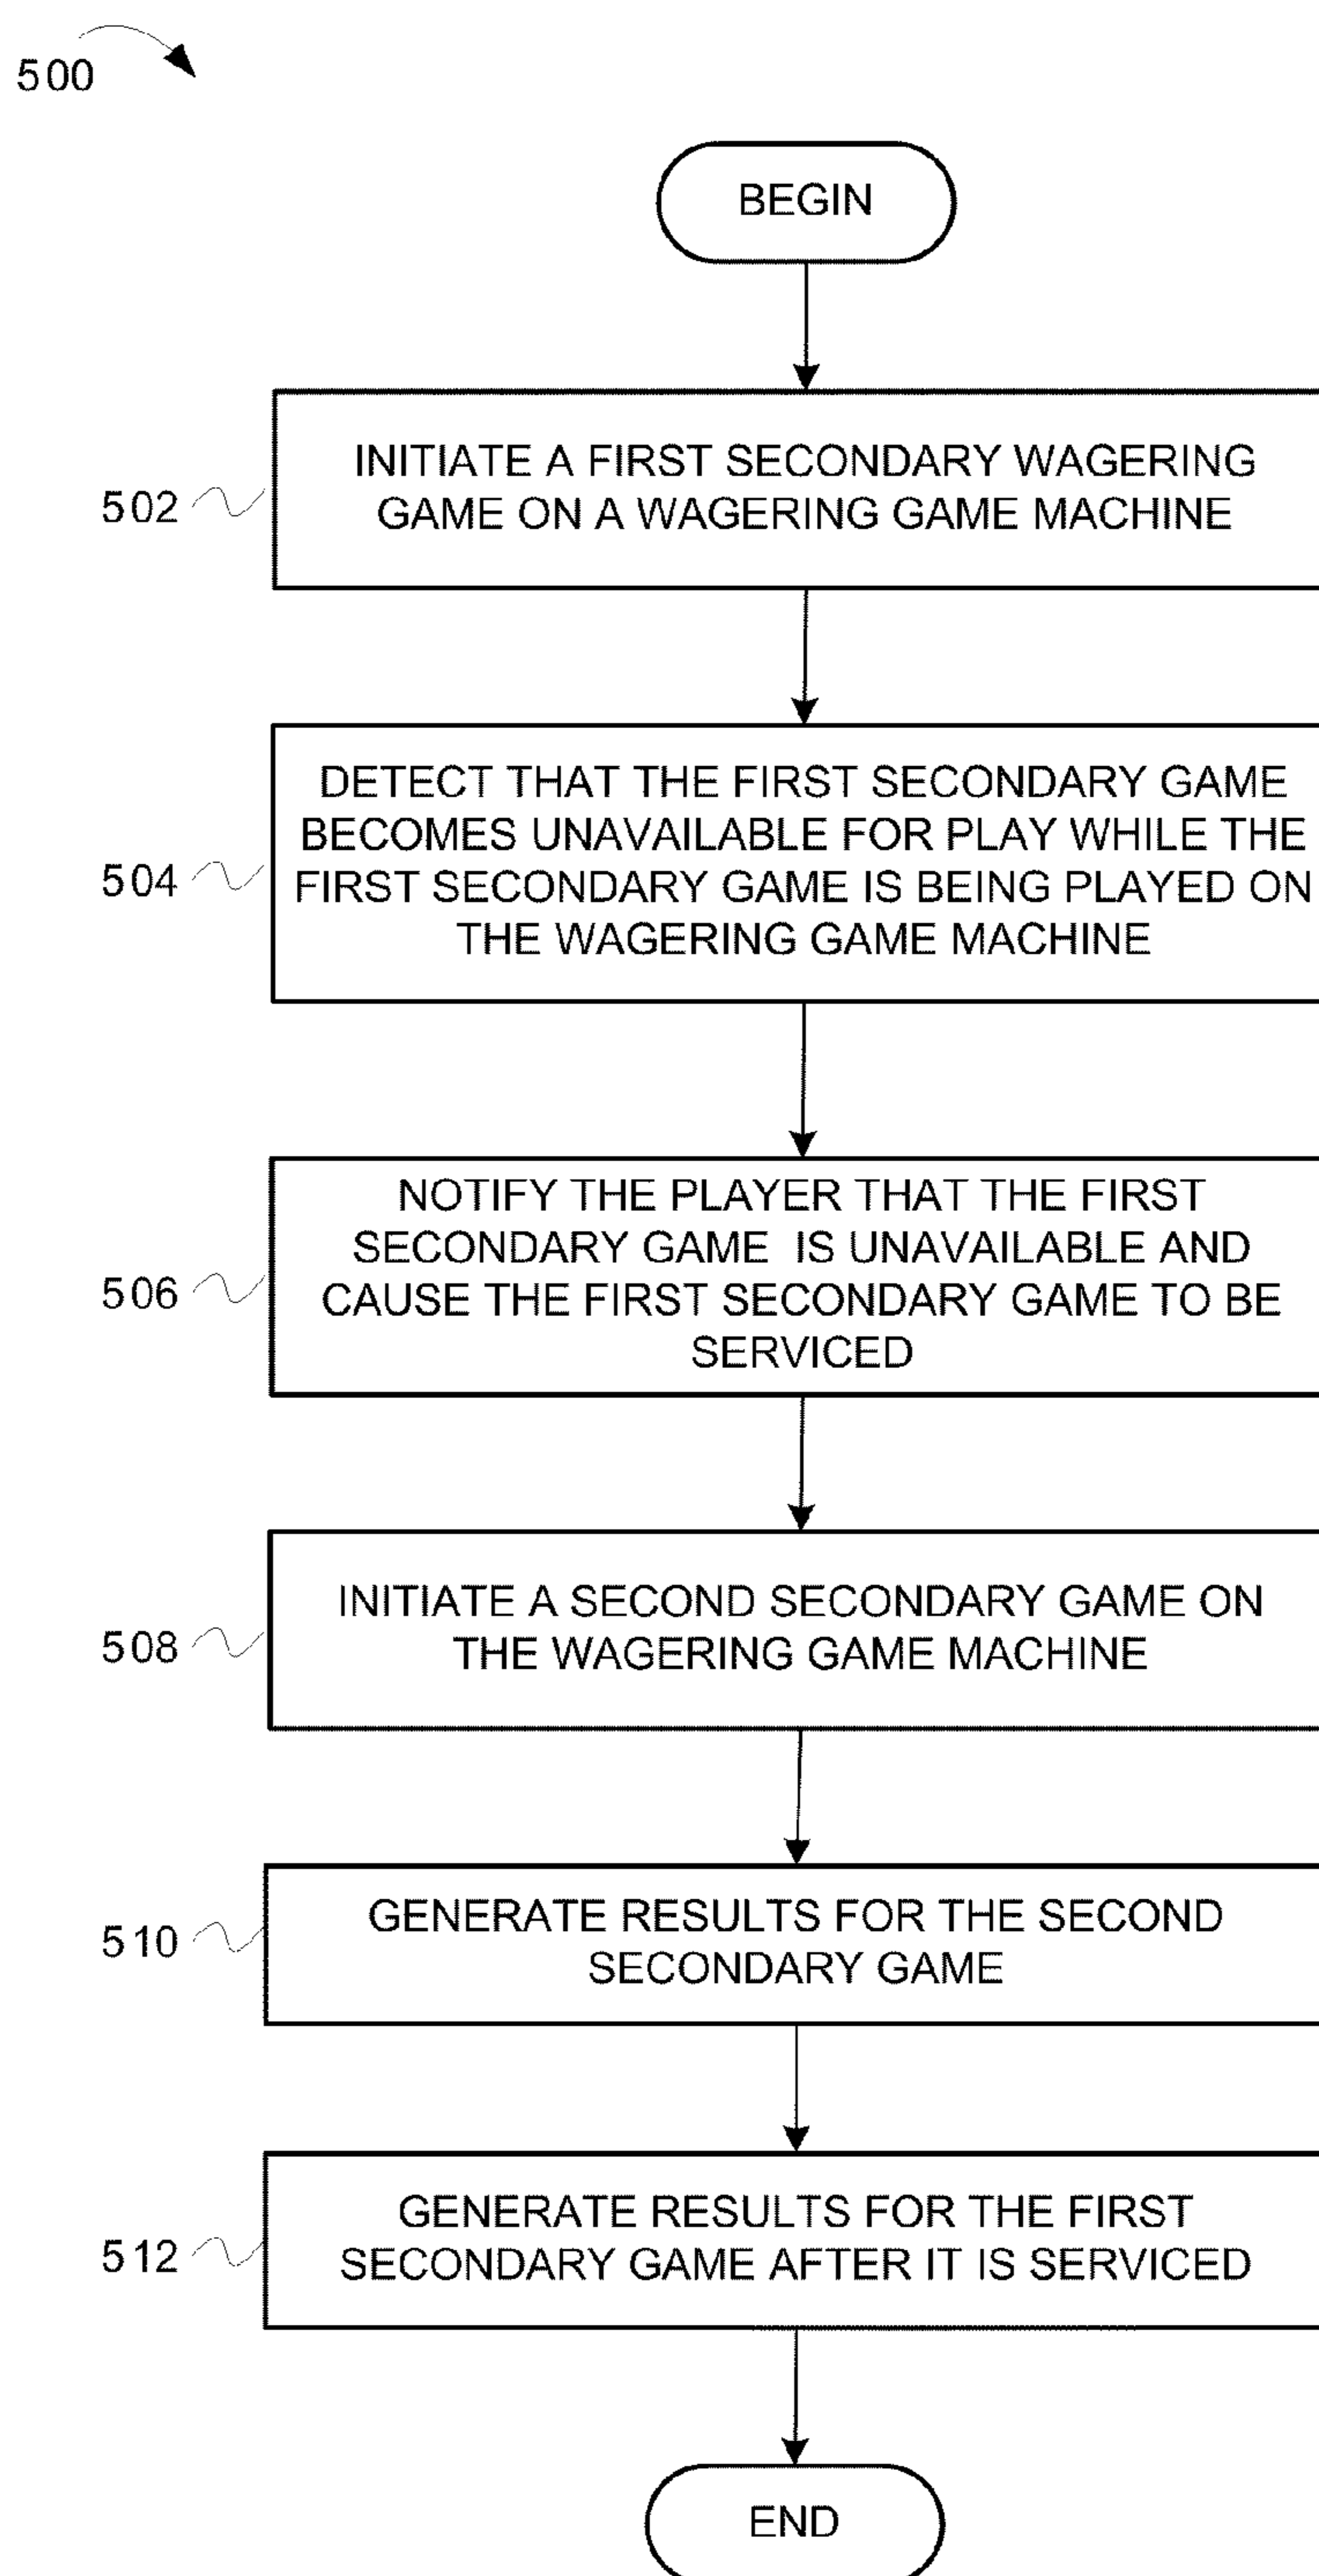 500
BEGIN
INITIATE A FIRST SECONDARY WAGERING
GAME ON A WAGERING GAME MACHINE
502
DETECT THAT THE FIRST SECONDARY GAME
BECOMES UNAVAILABLE FOR PLAY WHILE THE
FIRST SECONDARY GAME IS BEING PLAYED ON
THE WAGERING GAME MACHINE
504
NOTIFY THE PLAYER THAT THE FIRST
SECONDARY GAME IS UNAVAILABLE AND
CAUSE THE FIRST SECONDARY GAME TO BE
SERVICED
506
INITIATE A SECOND SECONDARY GAME ON
THE WAGERING GAME MACHINE
508
GENERATE RESULTS FOR THE SECOND
SECONDARY GAME
510
GENERATE RESULTS FOR THE FIRST
SECONDARY GAME AFTER IT IS SERVICED
512
END